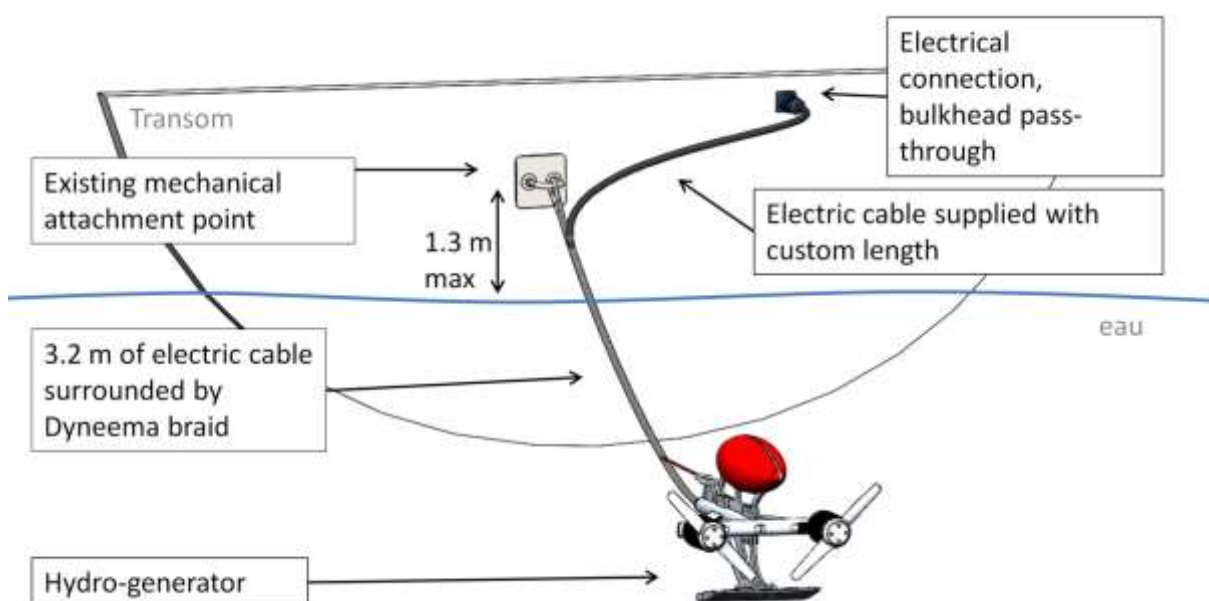 Electrical
connection,
bulkhead pass-
through
Transom
Existing mechanical
attachment point
1.3 m
max
Electric cable supplied with
custom length
eau
3.2 m of electric cable
surrounded by
Dyneema braid
Hydro-generator